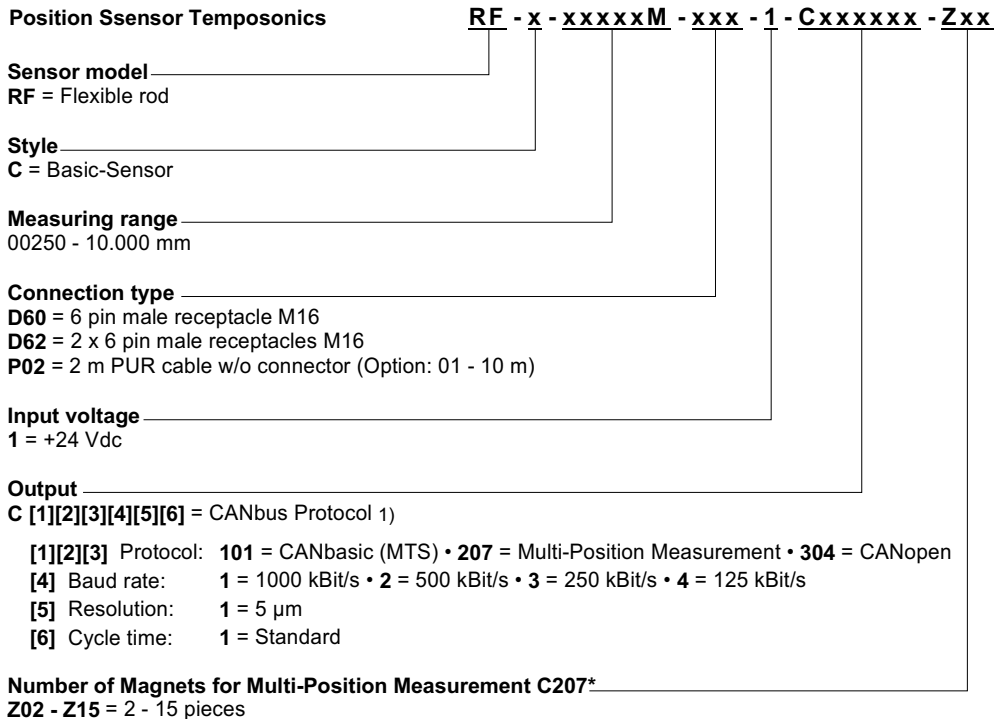 Position Ssensor Temposonics RF - x - xxxxxM - xxx - 1 - Cxxxxxx - Zxx
Sensor model
RF = Flexible rod
Style
C = Basic-Sensor
Measuring range
00250 - 10.000 mm
Connection type
D60 = 6 pin male receptacle M16
D62 = 2 x 6 pin male receptacles M16
P02 = 2 m PUR cable w/o connector (Option: 01 - 10 m)
Input voltage
1 = +24 Vdc
Output
C [1][2][3][4][5][6] = CANbus Protocol 1)
[1][2][3] Protocol: 101 = CANbasic (MTS) • 207 = Multi-Position Measurement • 304 = CANopen
[4] Baud rate: 1 = 1000 kBit/s • 2 = 500 kBit/s • 3 = 250 kBit/s • 4 = 125 kBit/s
[5] Resolution: 1 = 5 µm
[6] Cycle time: 1 = Standard
Number of Magnets for Multi-Position Measurement C207*
Z02 - Z15 = 2 - 15 pieces